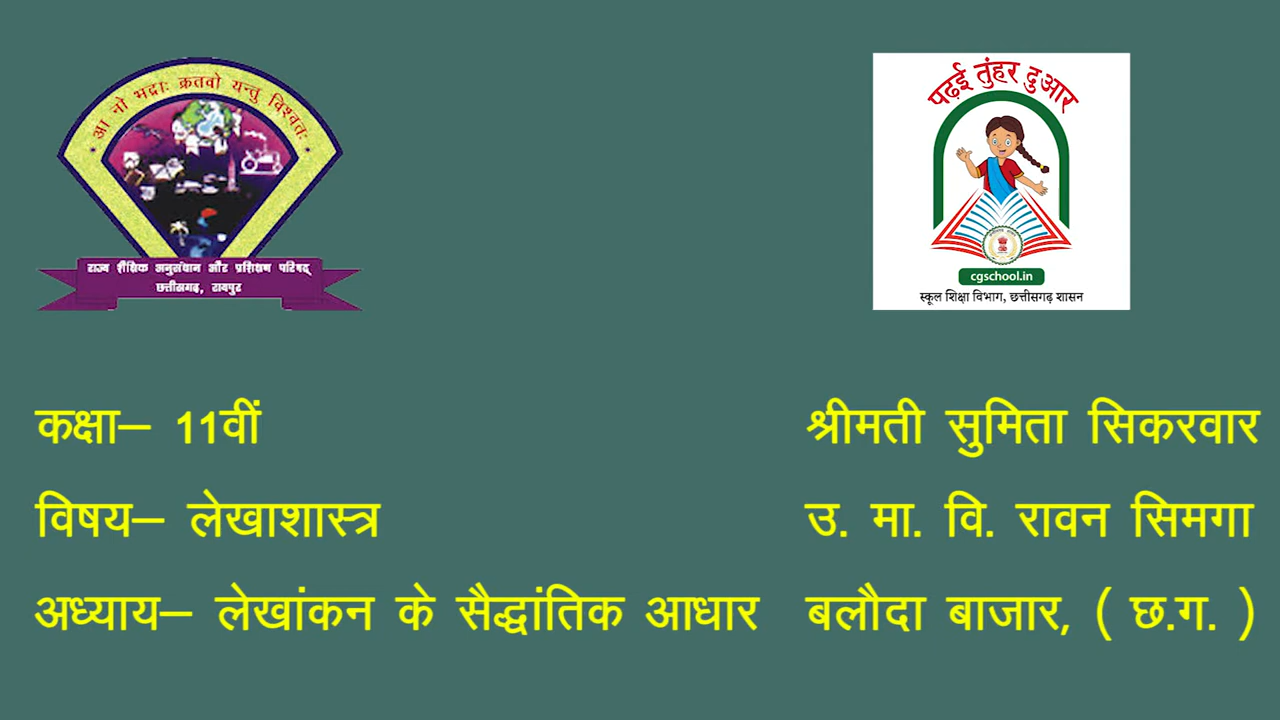 आ नो भद्राः क्रतवो यन्तु विश्वतः
राज्य शैक्षिक अनुसंधान और प्रशिक्षण परिषद्
छत्तीसगढ़, रायपुर
पढ़ई तुंहर दुआर
cgschool.in
स्कूल शिक्षा विभाग, छत्तीसगढ़ शासन
कक्षा– 11वीं
विषय– लेखाशास्त्र
अध्याय– लेखांकन के सैद्धांतिक आधार
श्रीमती सुमिता सिकरवार
उ. मा. वि. रावन सिमगा
बलौदा बाजार, ( छ.ग. )